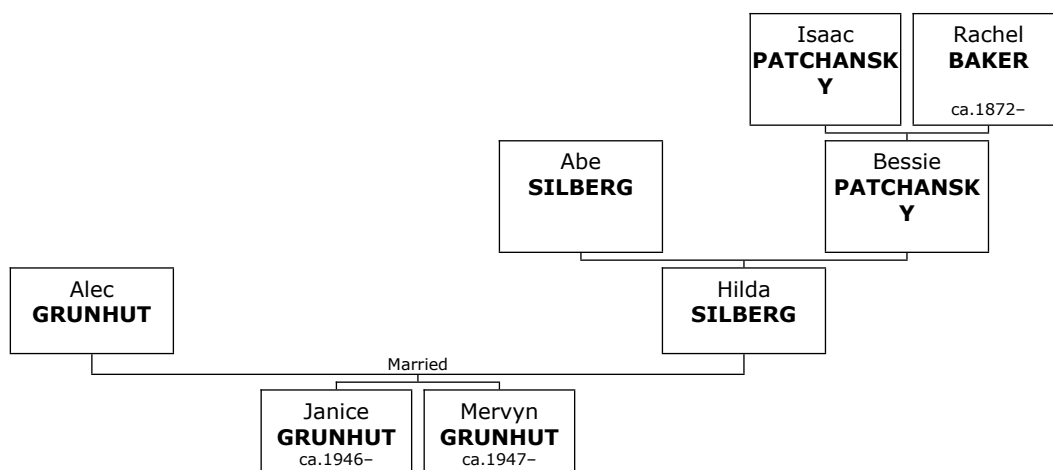 Isaac
PATCHANSK
Y
Rachel
BAKER
ca.1872–
Abe
SILBERG
Bessie
PATCHANSK
Y
Alec
GRUNHUT
Hilda
SILBERG
Married
Janice
GRUNHUT
ca.1946–
Mervyn
GRUNHUT
ca.1947–